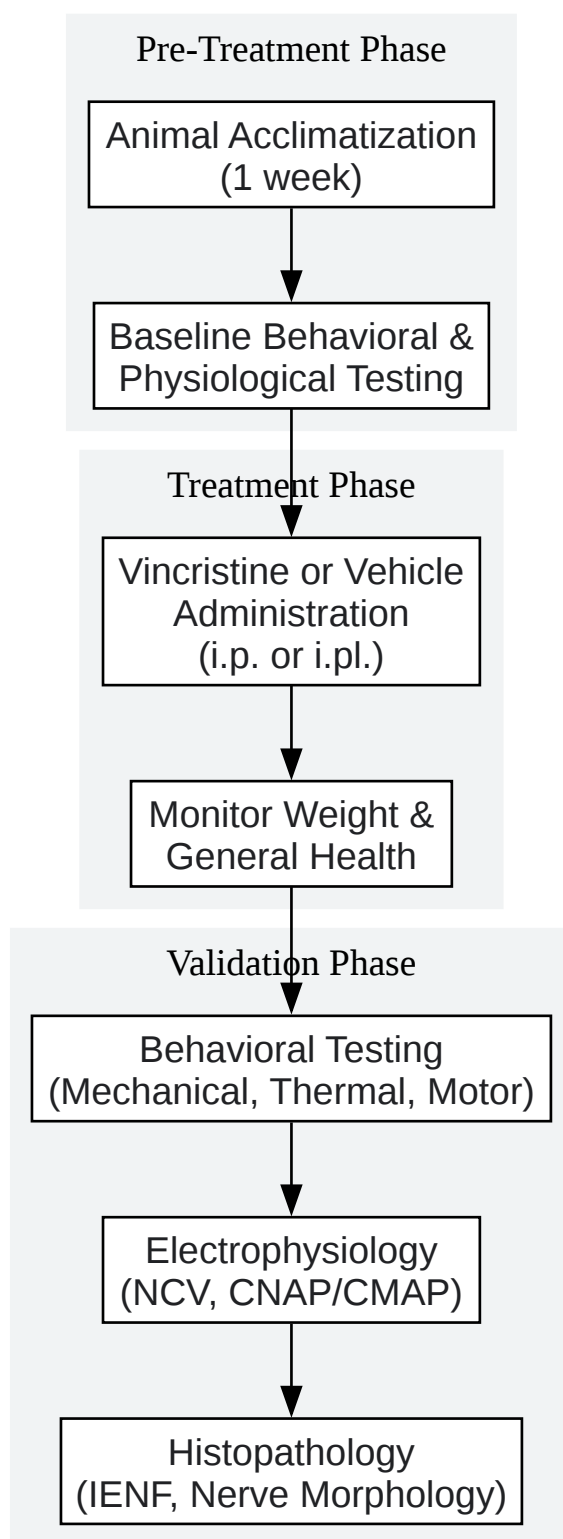 Pre-Treatment Phase
Animal Acclimatization
(1 week)
Baseline Behavioral &
Physiological Testing
Treatment Phase
Vincristine or Vehicle
Administration
(i.p. or i.pl.)
Monitor Weight &
General Health
Validation Phase
Behavioral Testing
(Mechanical, Thermal, Motor)
Electrophysiology
(NCV, CNAP/CMAP)
Histopathology
(IENF, Nerve Morphology)